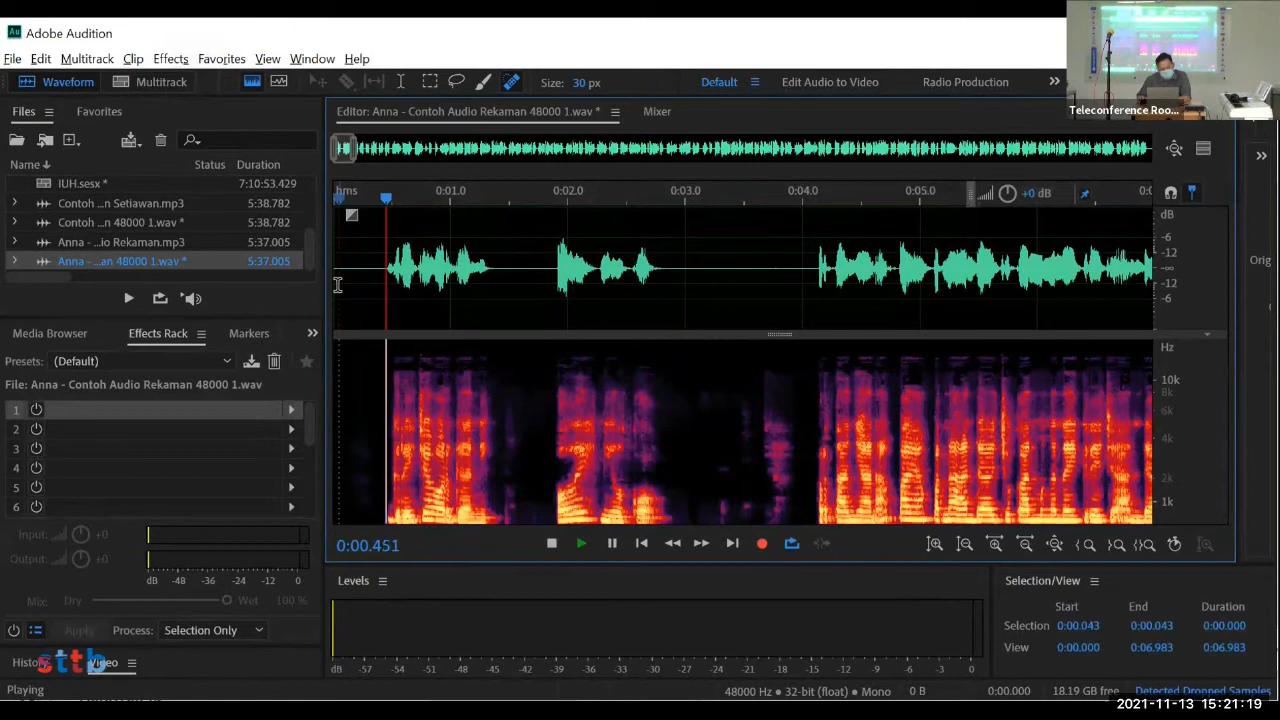 Adobe Audition
File Edit Multitrack Clip Effects Favorites View Window Help
Waveform Multitrack Size: 30 px Default Edit Audio to Video Radio Production
Teleconference Roo...
Files Favorites
Editor: Anna - Contoh Audio Rekaman 48000 1.wav * Mixer
Name Status Duration
IUH.sesx * 7:10:53.429
Contoh ...n Setiawan.mp3 5:38.782
Contoh ...n 48000 1.wav * 5:38.782
Anna - ...io Rekaman.mp3 5:37.005
Anna - ...an 48000 1.wav * 5:37.005
hms 0:01.0 0:02.0 0:03.0 0:04.0 0:05.0 +0 dB
dB
-6
-12
-∞
-12
-6
Orig
Media Browser Effects Rack Markers
Presets: (Default)
File: Anna - Contoh Audio Rekaman 48000 1.wav
1
2
3
4
5
6
Hz
10k
8k
6k
4k
2k
1k
Input: +0
Output: +0
dB -48 -36 -24 -12 0
Mix: Dry Wet 100 %
Apply Process: Selection Only
0:00.451
Levels
dB -57 -54 -51 -48 -45 -42 -39 -36 -33 -30 -27 -24 -21 -18 -15 -12 -9 -6 -3 0
Selection/View
Start End Duration
Selection 0:00.043 0:00.043 0:00.000
View 0:00.000 0:06.983 0:06.983
History Video
sttb
Playing
48000 Hz ● 32-bit (float) ● Mono 0 B 0:00.000 18.19 GB free Detected Dropped Samples
2021-11-13 15:21:19